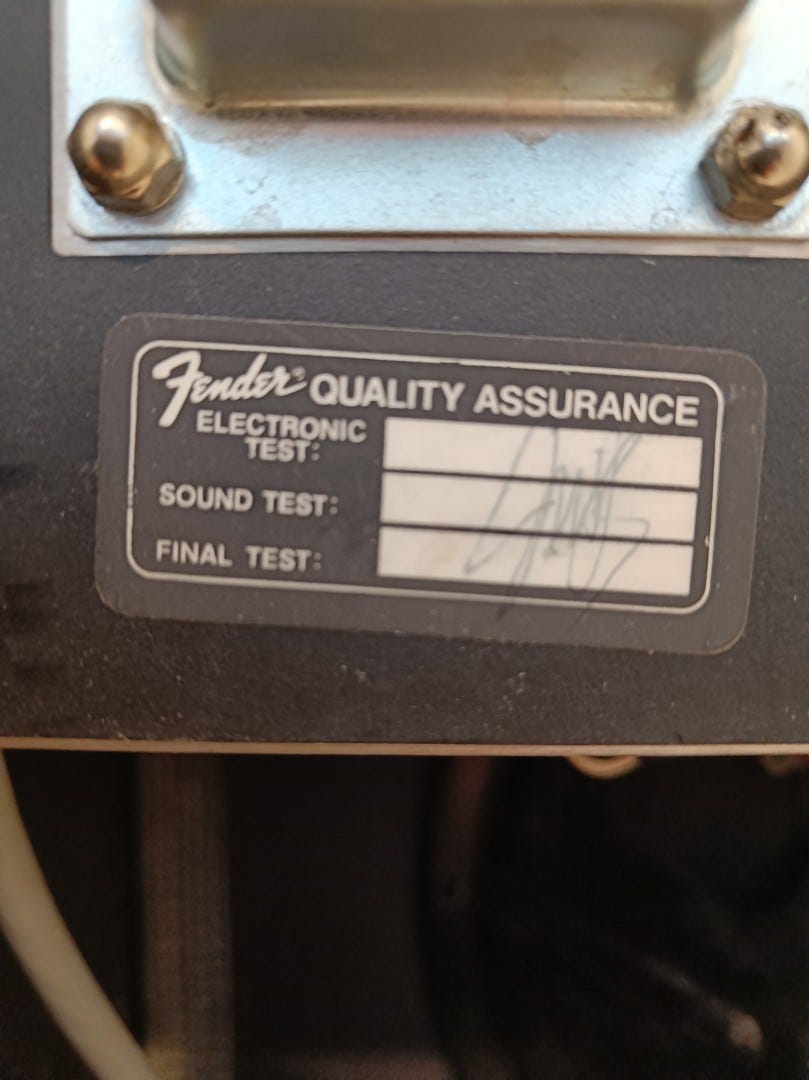 Fender® QUALITY ASSURANCE
ELECTRONIC
TEST:
SOUND TEST:
FINAL TEST: